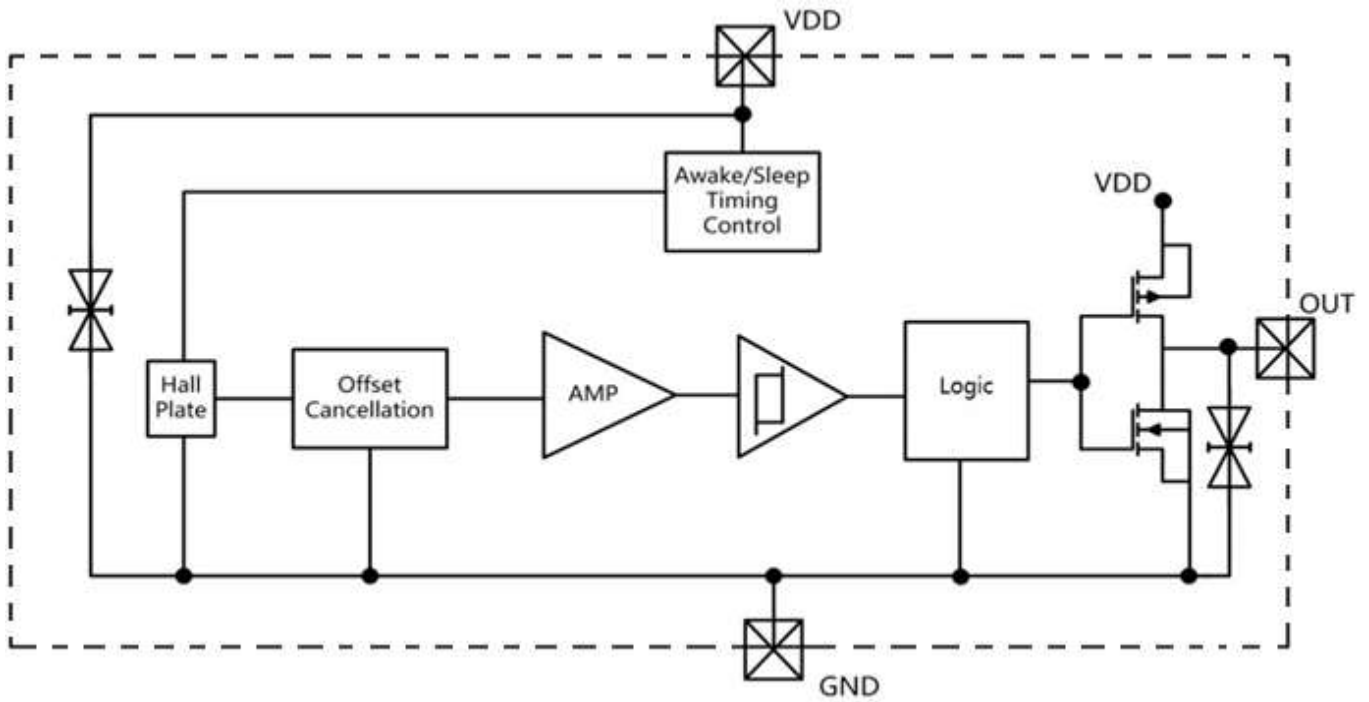 VDD
Awake/Sleep
Timing
Control
VDD
OUT
Hall
Plate
Offset
Cancellation
AMP
Logic
GND